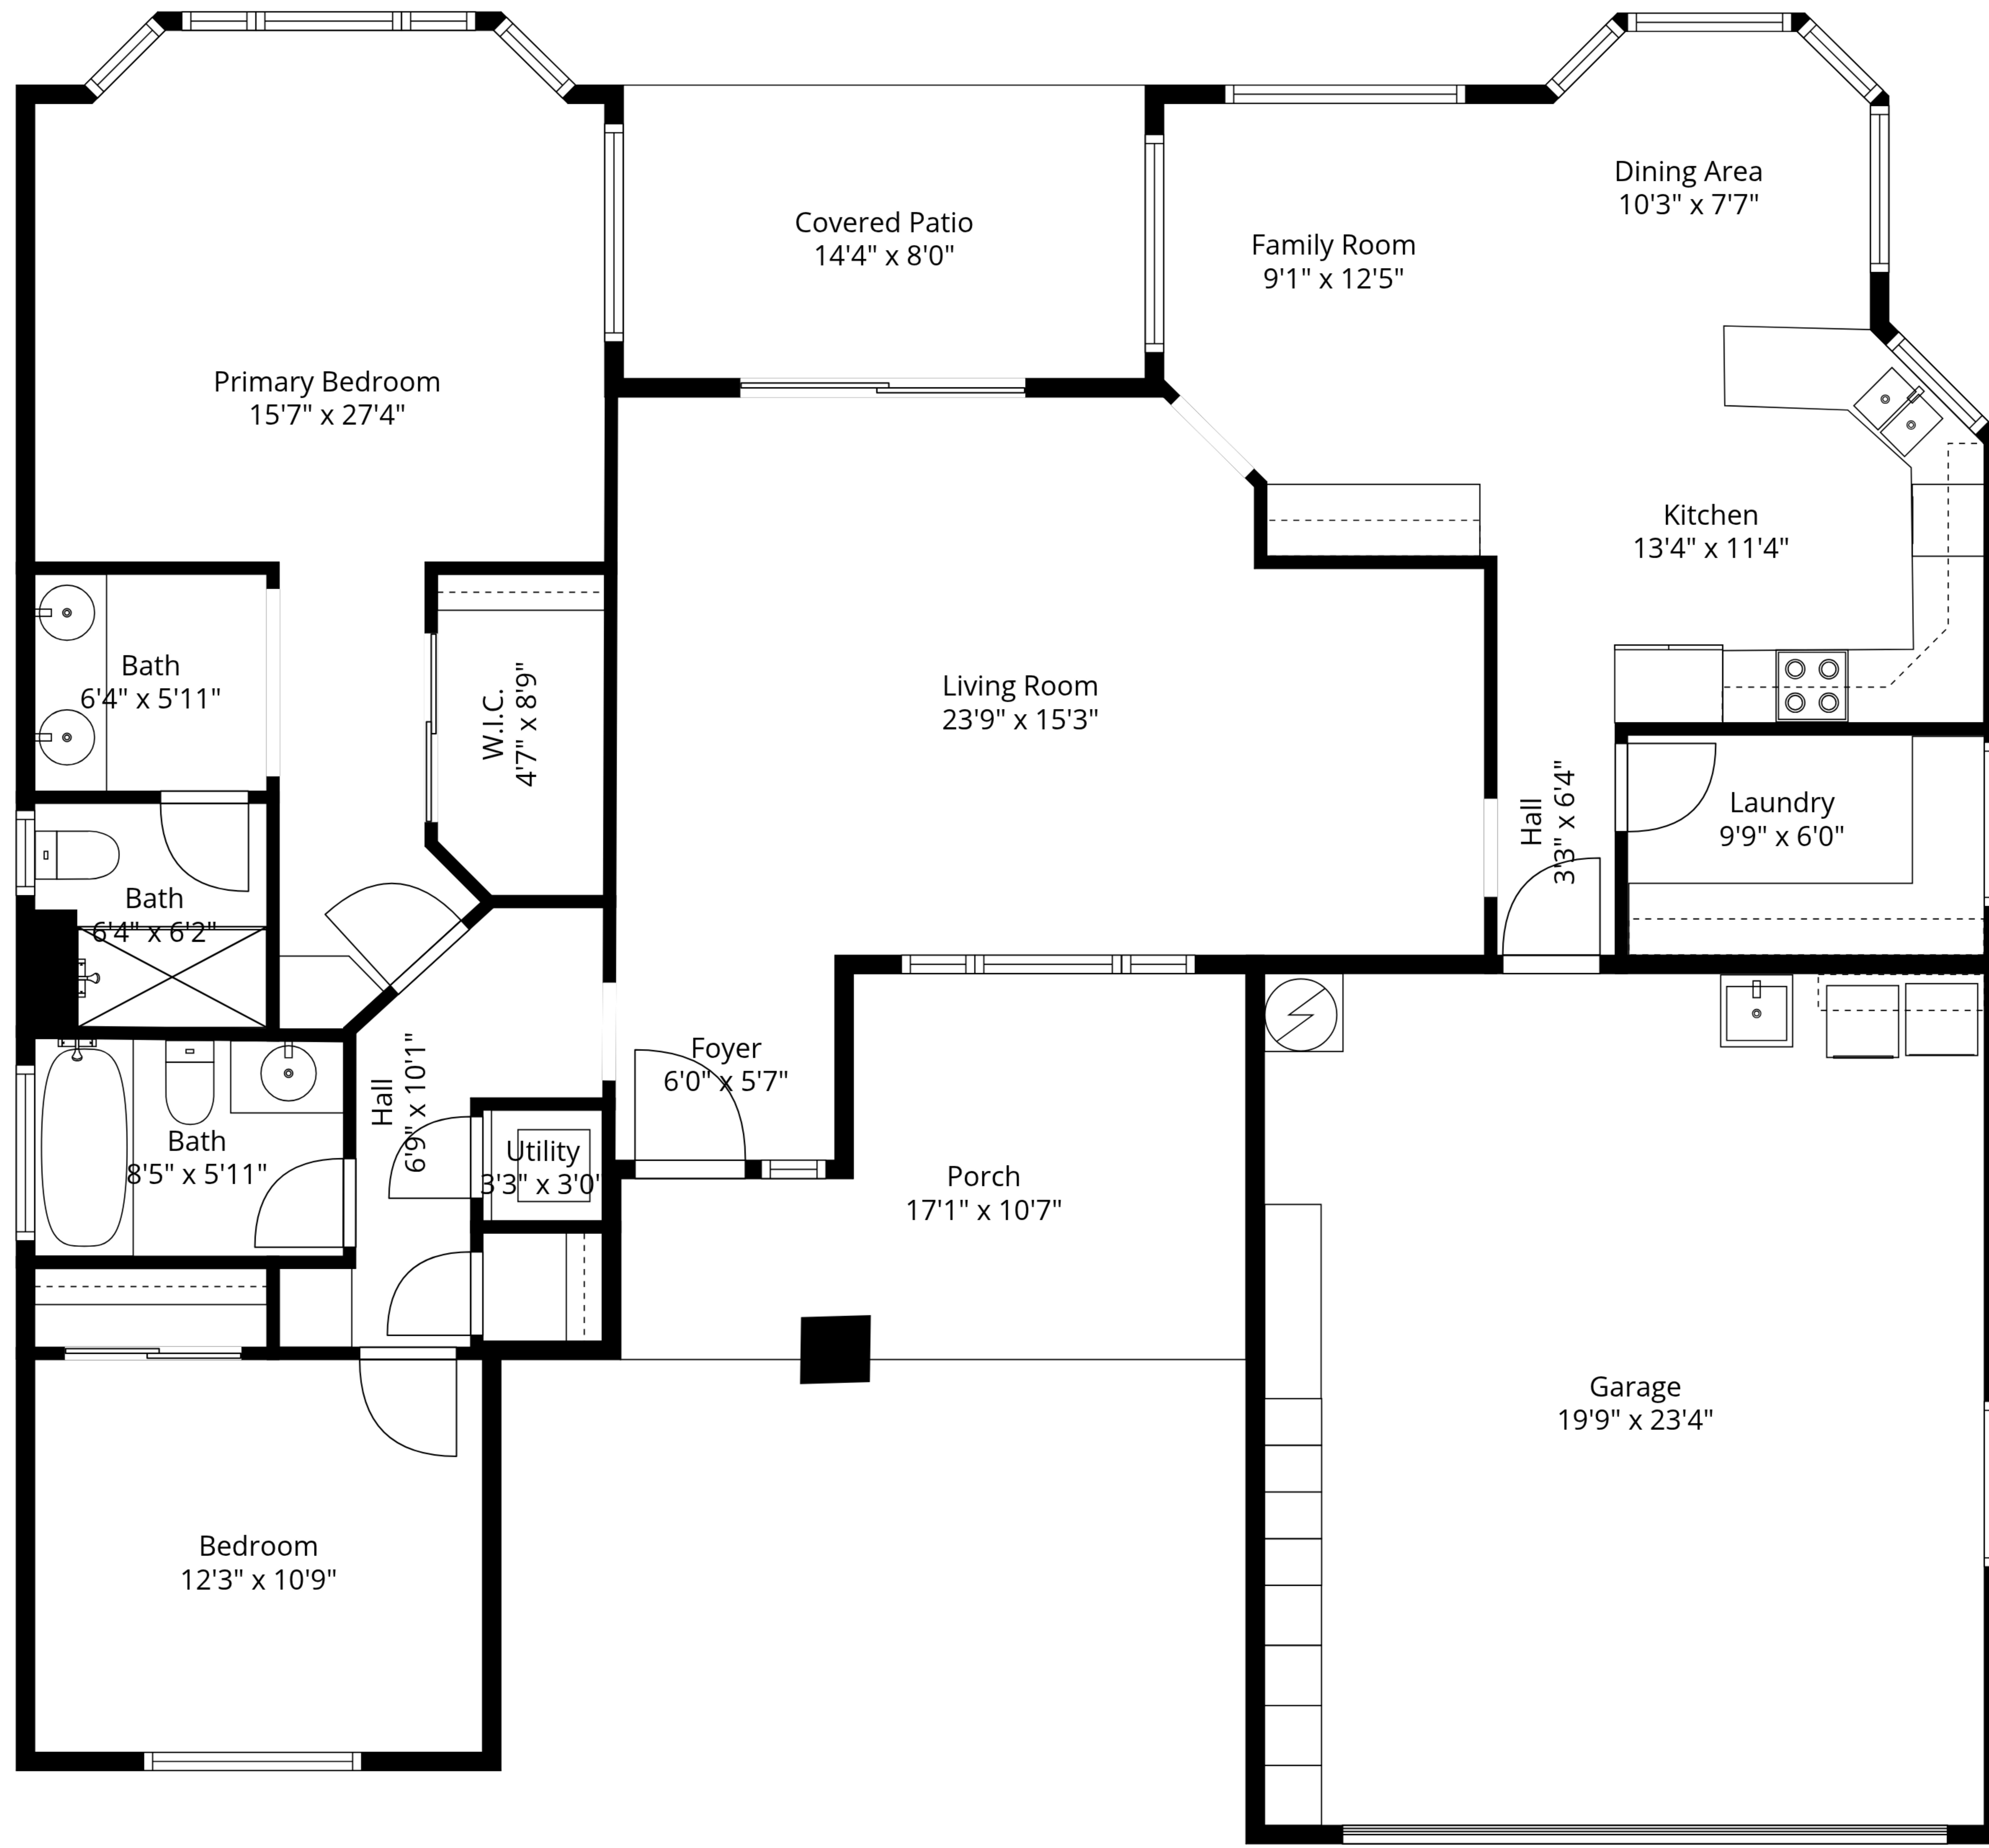 Dining Area
10'3" x 7'7"
Covered Patio
14'4" x 8'0"
Family Room
9'1" x 12'5"
Primary Bedroom
15'7" x 27'4"
Kitchen
13'4" x 11'4"
Bath
6'4" x 5'11"
W.I.C.
4'7" x 8'9"
Living Room
23'9" x 15'3"
Hall
3'3" x 6'4"
Laundry
9'9" x 6'0"
Bath
6'4" x 6'2"
Foyer
6'0" x 5'7"
Hall
6'9" x 10'1"
Bath
8'5" x 5'11"
Utility
3'3" x 3'0"
Porch
17'1" x 10'7"
Garage
19'9" x 23'4"
Bedroom
12'3" x 10'9"